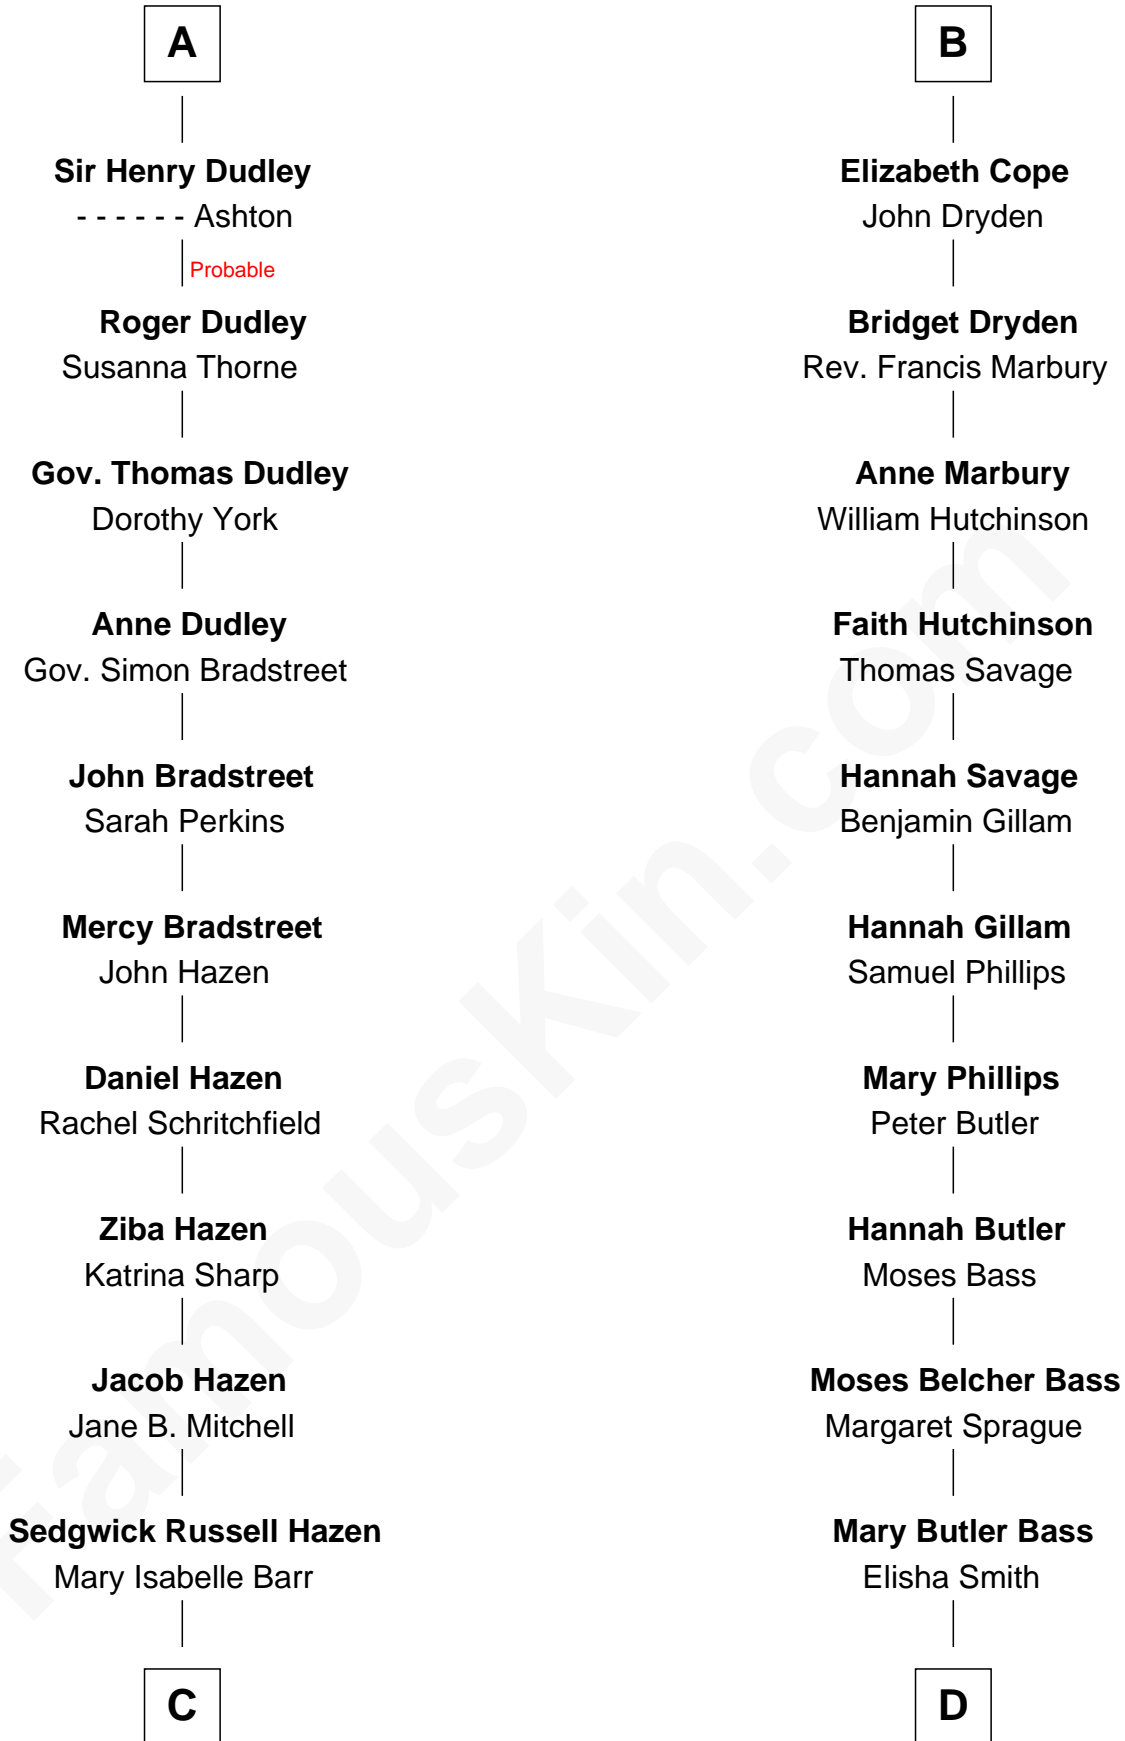 A
Sir Henry Dudley
- - - - - - Ashton
Probable
Roger Dudley
Susanna Thorne
Gov. Thomas Dudley
Dorothy York
Anne Dudley
Gov. Simon Bradstreet
John Bradstreet
Sarah Perkins
Mercy Bradstreet
John Hazen
Daniel Hazen
Rachel Schritchfield
Ziba Hazen
Katrina Sharp
Jacob Hazen
Jane B. Mitchell
Sedgwick Russell Hazen
Mary Isabelle Barr
C
B
Elizabeth Cope
John Dryden
Bridget Dryden
Rev. Francis Marbury
Anne Marbury
William Hutchinson
Faith Hutchinson
Thomas Savage
Hannah Savage
Benjamin Gillam
Hannah Gillam
Samuel Phillips
Mary Phillips
Peter Butler
Hannah Butler
Moses Bass
Moses Belcher Bass
Margaret Sprague
Mary Butler Bass
Elisha Smith
D
FamousKin.com